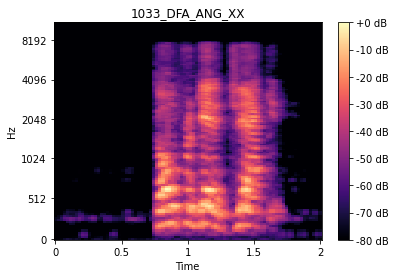 1033_DFA_ANG_XX
+0 dB
8192
-10 dB
4096
-20 dB
-30 dB
2048
Hz
-40 dB
1024
-50 dB
512
-60 dB
-70 dB
0
-80 dB
0 0.5 1 1.5 2
Time